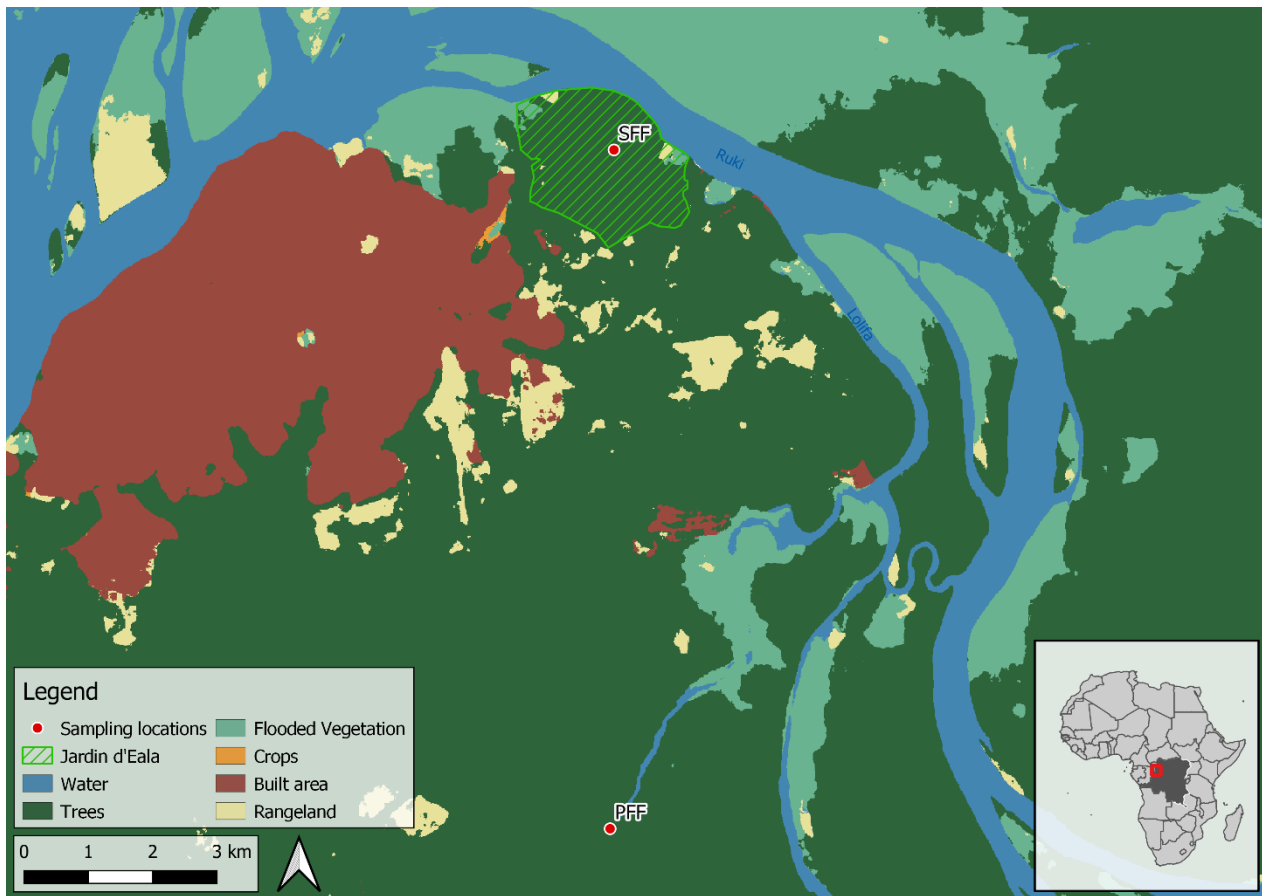 SFF
Ruki
Lolifa
PFF
Legend
Sampling locations
Jardin d'Eala
Water
Trees
Flooded Vegetation
Crops
Built area
Rangeland
0 1 2 3 km